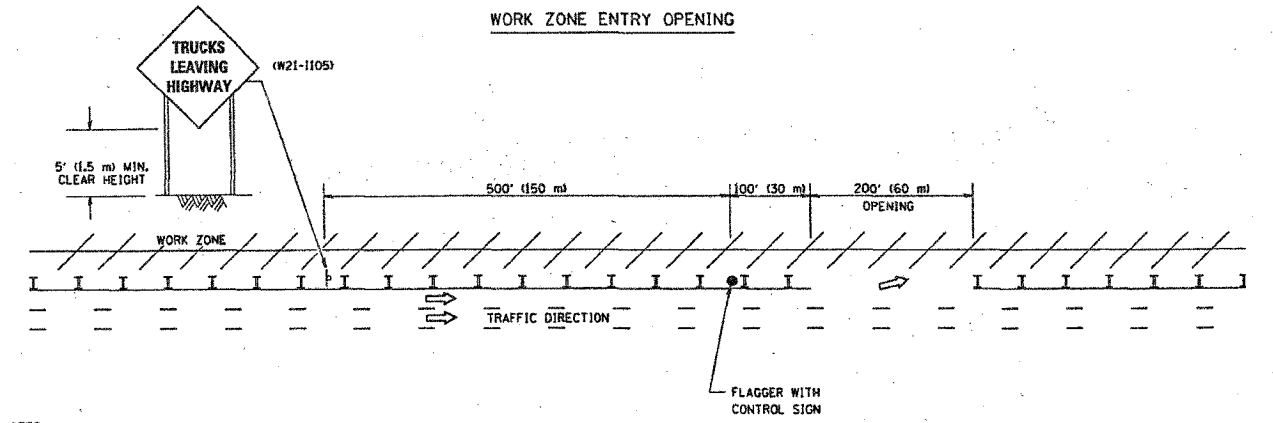 WORK ZONE ENTRY OPENING
TRUCKS
LEAVING
HIGHWAY
(W21-1105)
5' (1.5 m) MIN.
CLEAR HEIGHT
500' (150 m)
100' (30 m)
200' (60 m)
OPENING
WORK ZONE
TRAFFIC DIRECTION
FLAGGER WITH
CONTROL SIGN